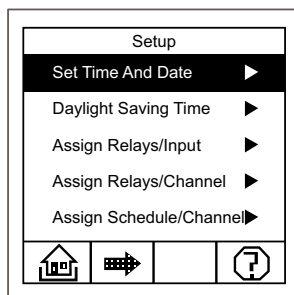 Setup
Set Time And Date
Daylight Saving Time
Assign Relays/Input
Assign Relays/Channel
Assign Schedule/Channel
?